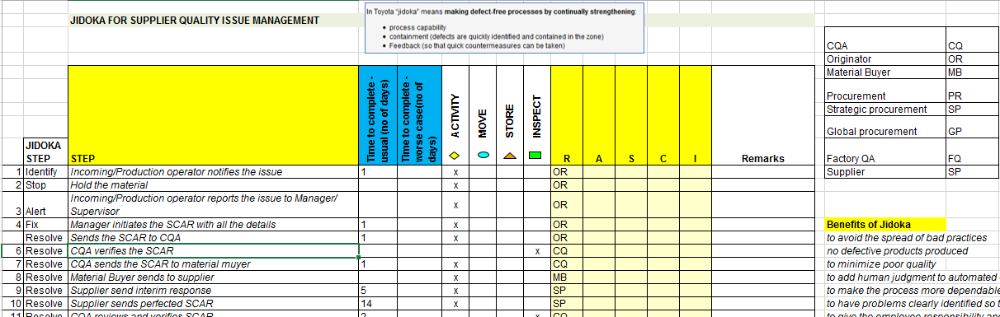 JIDOKA FOR SUPPLIER QUALITY ISSUE MANAGEMENT
In Toyota "jidoka" means making defect-free processes by continually strengthening:
• process capability
• containment (defects are quickly identified and contained in the zone)
• Feedback (so that quick countermeasures can be taken)
JIDOKA STEP STEP Time to complete - usual (no of days) Time to complete - worse case(no of days) ACTIVITY MOVE STORE INSPECT R A S C I Remarks
1 Identify Incoming/Production operator notifies the issue 1 x OR
2 Stop Hold the material x OR
Incoming/Production operator reports the issue to Manager/
3 Alert Supervisor x OR
4 Fix Manager initiates the SCAR with all the details 1 x OR
Resolve Sends the SCAR to CQA 1 x OR
6 Resolve CQA verifies the SCAR x CQ
7 Resolve CQA sends the SCAR to material muyer 1 x CQ
8 Resolve Material Buyer sends to supplier x MB
9 Resolve Supplier send interim response 5 x SP
10 Resolve Supplier sends perfected SCAR 14 x SP
11 Resolve CQA reviews and verifies SCAR 2 x CQ
CQA CQ
Originator OR
Material Buyer MB
Procurement PR
Strategic procurement SP
Global procurement GP
Factory QA FQ
Supplier SP
Benefits of Jidoka
to avoid the spread of bad practices
no defective products produced
to minimize poor quality
to add human judgment to automated
to make the process more dependable
to have problems clearly identified so t
to give the employee responsibility an